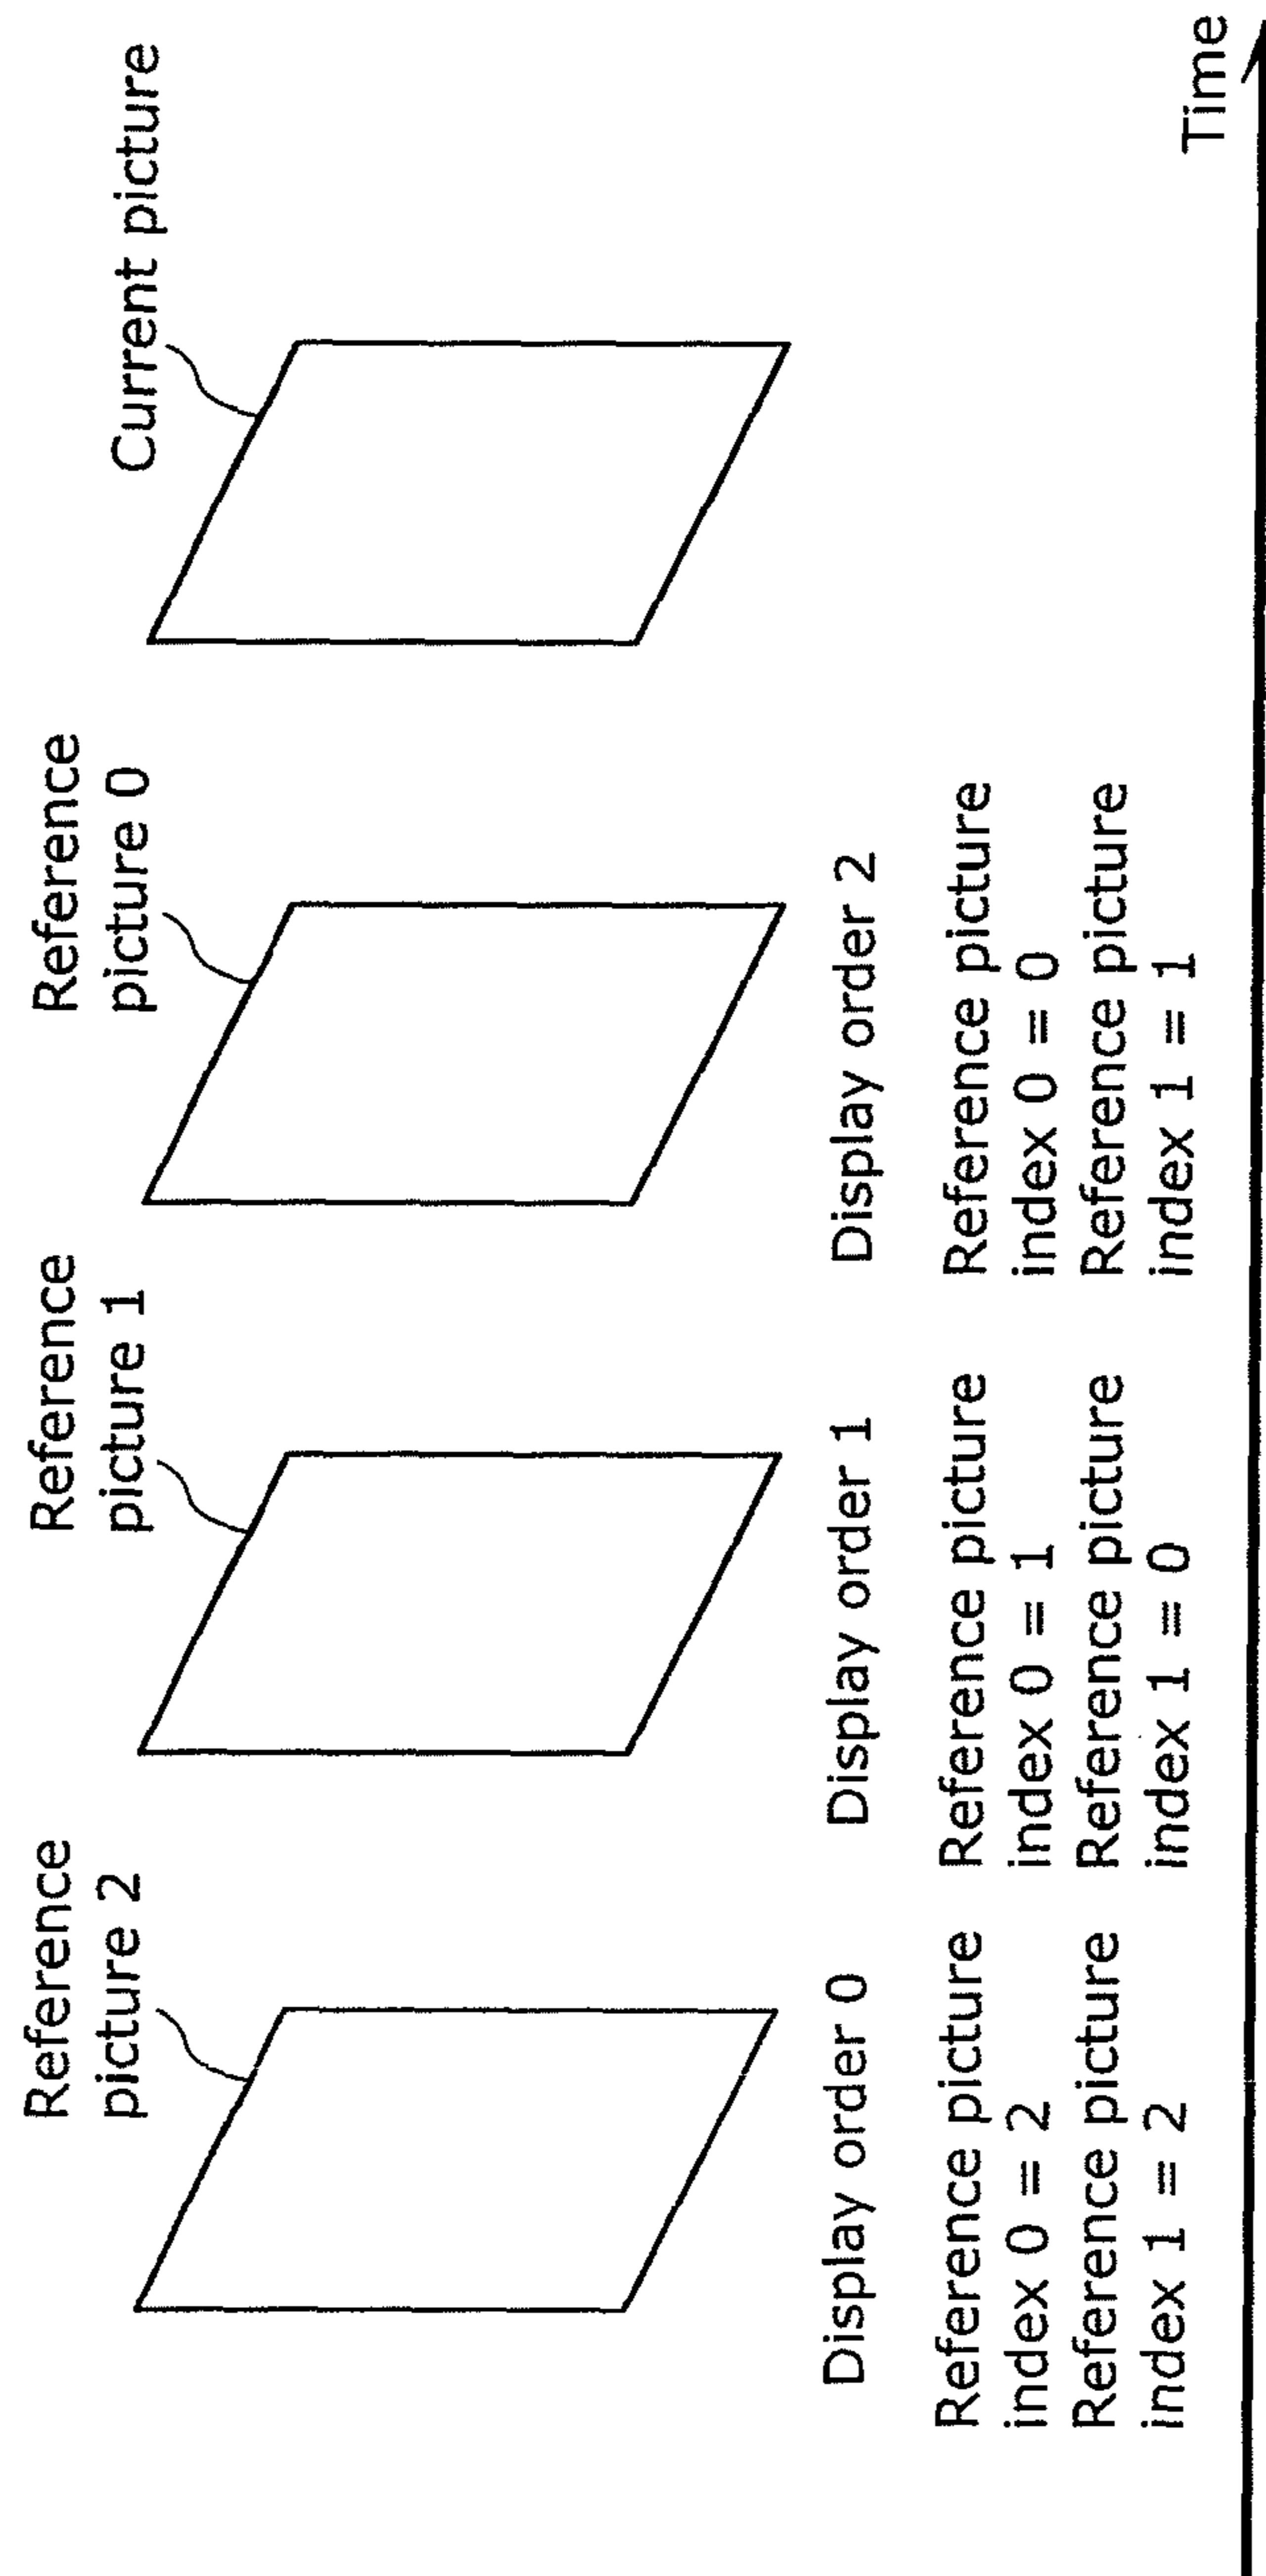 Reference
picture 2
Reference
picture 1
Reference
picture 0
Current picture
Display order 0
Display order 1
Display order 2
Reference picture
index 0 = 2
Reference picture
index 1 = 2
Reference picture
index 0 = 1
Reference picture
index 1 = 0
Reference picture
index 0 = 0
Reference picture
index 1 = 1
Time